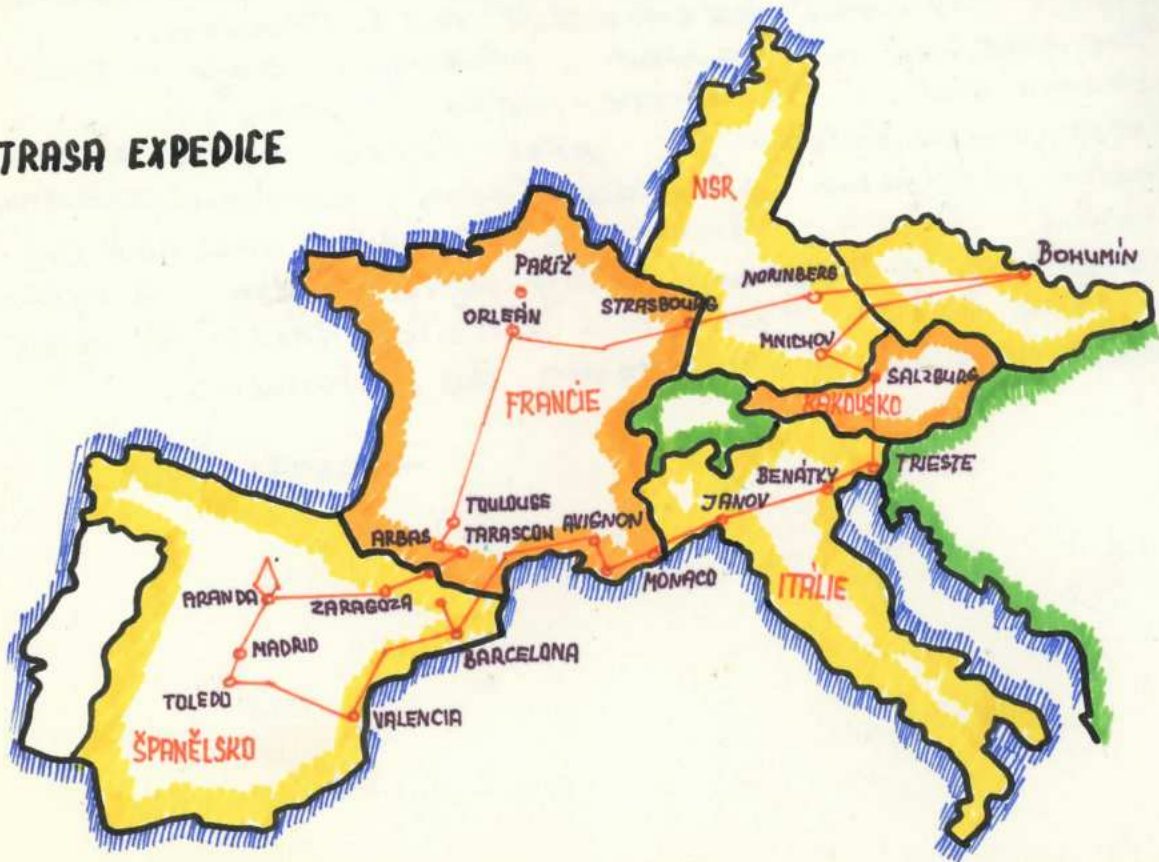 TRASA EXPEDICE
NSR
BOHUMÍN
PAŘÍŽ
NORINBERG
STRASBOURG
ORLEÁN
MNICHOV
SALZBURG
FRANCIE
RAKOUSKO
TRIESTE
BENÁTKY
JANOV
TOULOUSE
AVIGNON
ARBAS
TARASCON
MONACO
ITÁLIE
ARANDA
ZARAGOZA
MADRID
BARCELONA
TOLEDO
VALENCIA
ŠPANĚLSKO